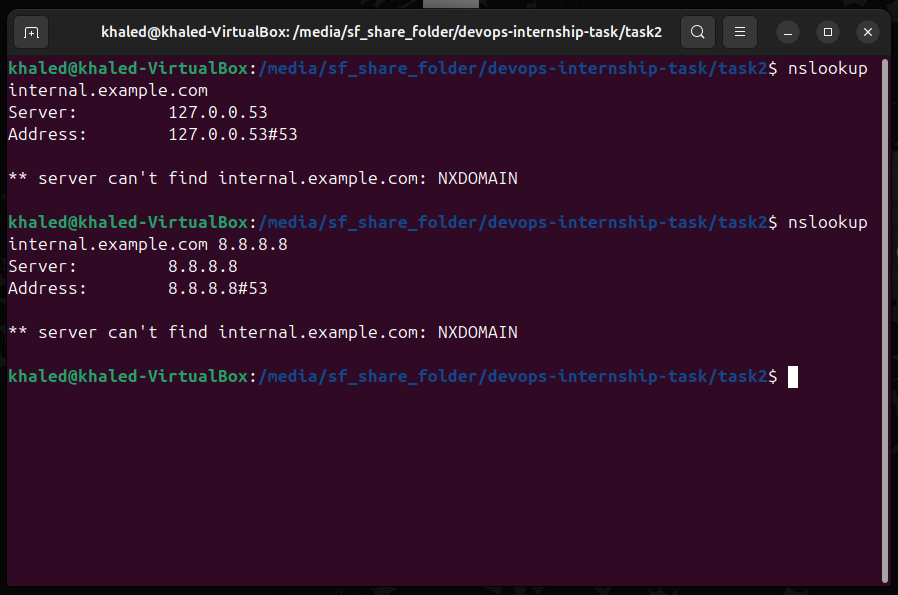 khaled@khaled-VirtualBox: /media/sf_share_folder/devops-internship-task/task2
khaled@khaled-VirtualBox:/media/sf_share_folder/devops-internship-task/task2$ nslookup
internal.example.com
Server:         127.0.0.53
Address:        127.0.0.53#53
** server can't find internal.example.com: NXDOMAIN
khaled@khaled-VirtualBox:/media/sf_share_folder/devops-internship-task/task2$ nslookup
internal.example.com 8.8.8.8
Server:         8.8.8.8
Address:        8.8.8.8#53
** server can't find internal.example.com: NXDOMAIN
khaled@khaled-VirtualBox:/media/sf_share_folder/devops-internship-task/task2$